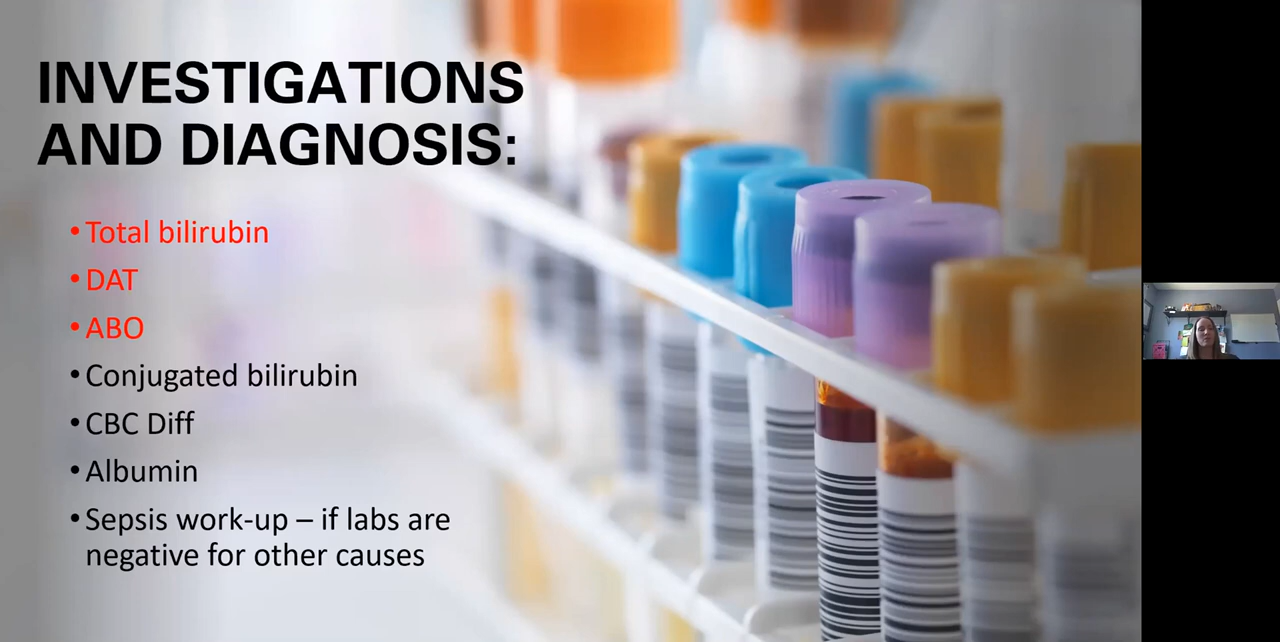 INVESTIGATIONS
AND DIAGNOSIS:
• Total bilirubin
• DAT
• ABO
• Conjugated bilirubin
• CBC Diff
• Albumin
• Sepsis work-up – if labs are
negative for other causes